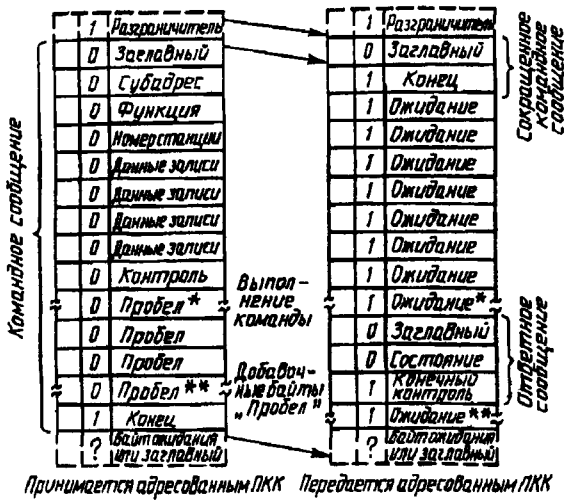 1 Разграничитель
0 Заглавный
0 Субадрес
0 Функция
0 Номер станции
0 Данные записи
0 Данные записи
0 Данные записи
0 Данные записи
0 Контроль
0 Пробел *
0 Пробел
0 Пробел
0 Пробел **
1 Конец
? Байт ожидания
или заглавный
Командное сообщение
Принимается адресованным ПКК
Выпол-
нение
команды
Добавоч-
ные байты
„Пробел"
1 Разграничитель
0 Заглавный
1 Конец
1 Ожидание
1 Ожидание
1 Ожидание
1 Ожидание
1 Ожидание
1 Ожидание
1 Ожидание
1 Ожидание *
0 Заглавный
0 Состояние
1 Конечный
контроль
1 Ожидание **
? Байт ожидания
или заглавный
Сокращенное
командное
сообщение
Ответное
сообщение
Передается адресованным ПКК